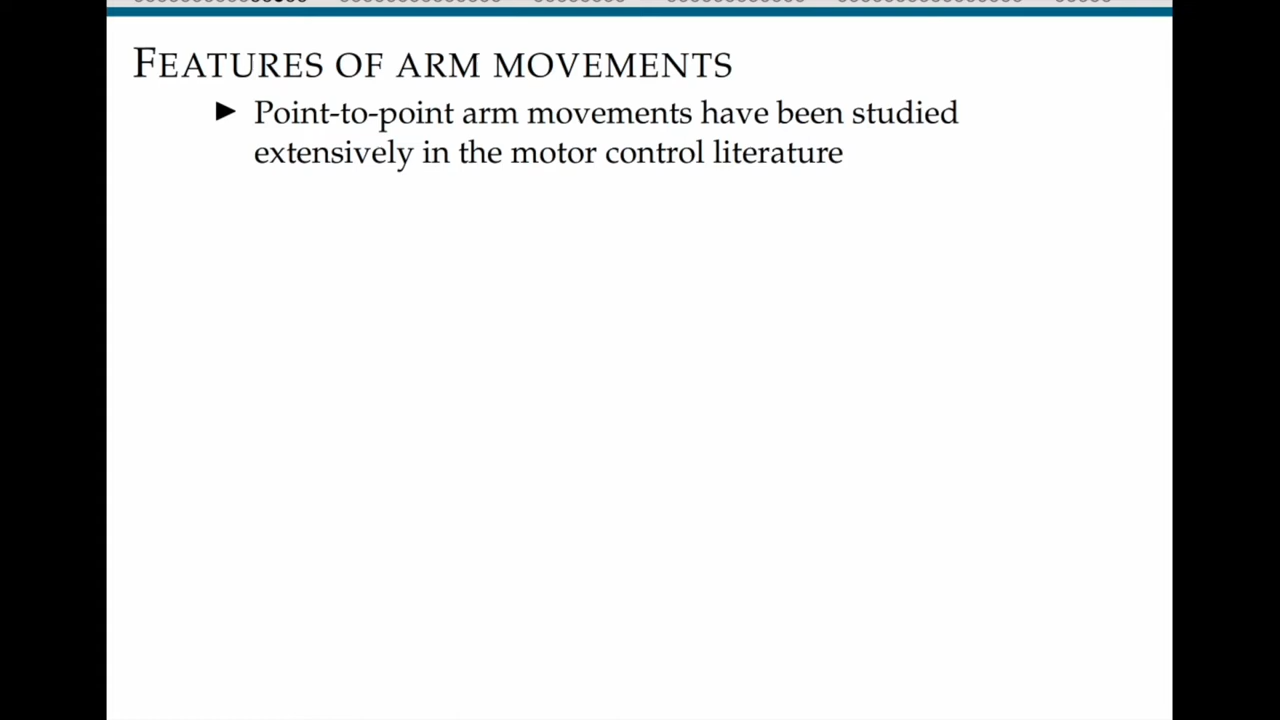 FEATURES OF ARM MOVEMENTS
▶ Point-to-point arm movements have been studied
extensively in the motor control literature